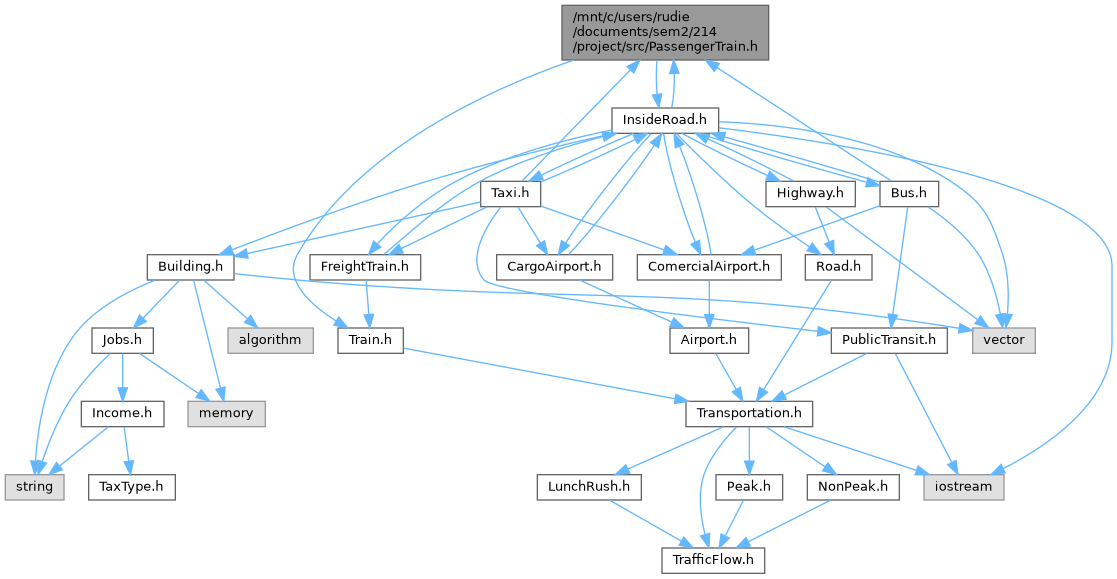 /mnt/c/users/rudie
/documents/sem2/214
/project/src/PassengerTrain.h
InsideRoad.h
Taxi.h
Highway.h
Bus.h
Building.h
FreightTrain.h
CargoAirport.h
ComercialAirport.h
Road.h
Jobs.h
algorithm
Train.h
Airport.h
PublicTransit.h
vector
Income.h
memory
Transportation.h
string
TaxType.h
LunchRush.h
Peak.h
NonPeak.h
iostream
TrafficFlow.h